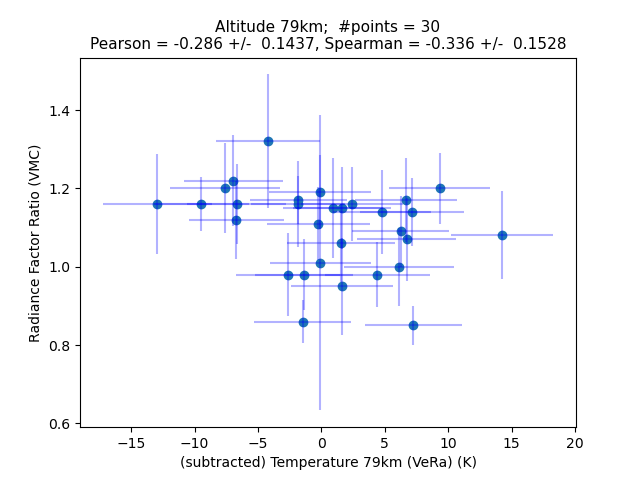 Altitude 79km;  #points = 30
Pearson = -0.286 +/-  0.1437, Spearman = -0.336 +/-  0.1528
1.4
1.2
1.0
0.8
0.6
Radiance Factor Ratio (VMC)
−15 −10 −5 0 5 10 15 20
(subtracted) Temperature 79km (VeRa) (K)